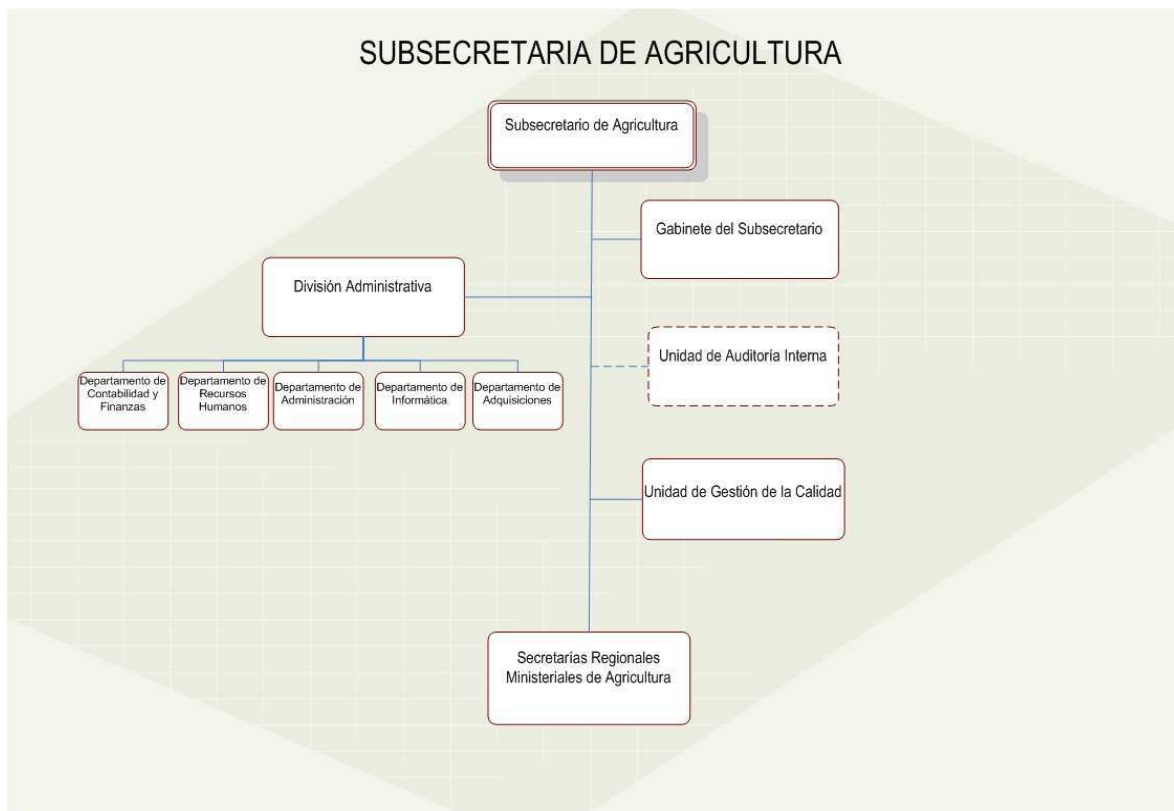 SUBSECRETARIA DE AGRICULTURA
Subsecretario de Agricultura
Gabinete del Subsecretario
División Administrativa
Unidad de Auditoría Interna
Departamento de
Contabilidad y
Finanzas
Departamento de
Recursos
Humanos
Departamento de
Administración
Departamento de
Informática
Departamento de
Adquisiciones
Unidad de Gestión de la Calidad
Secretarías Regionales
Ministeriales de Agricultura